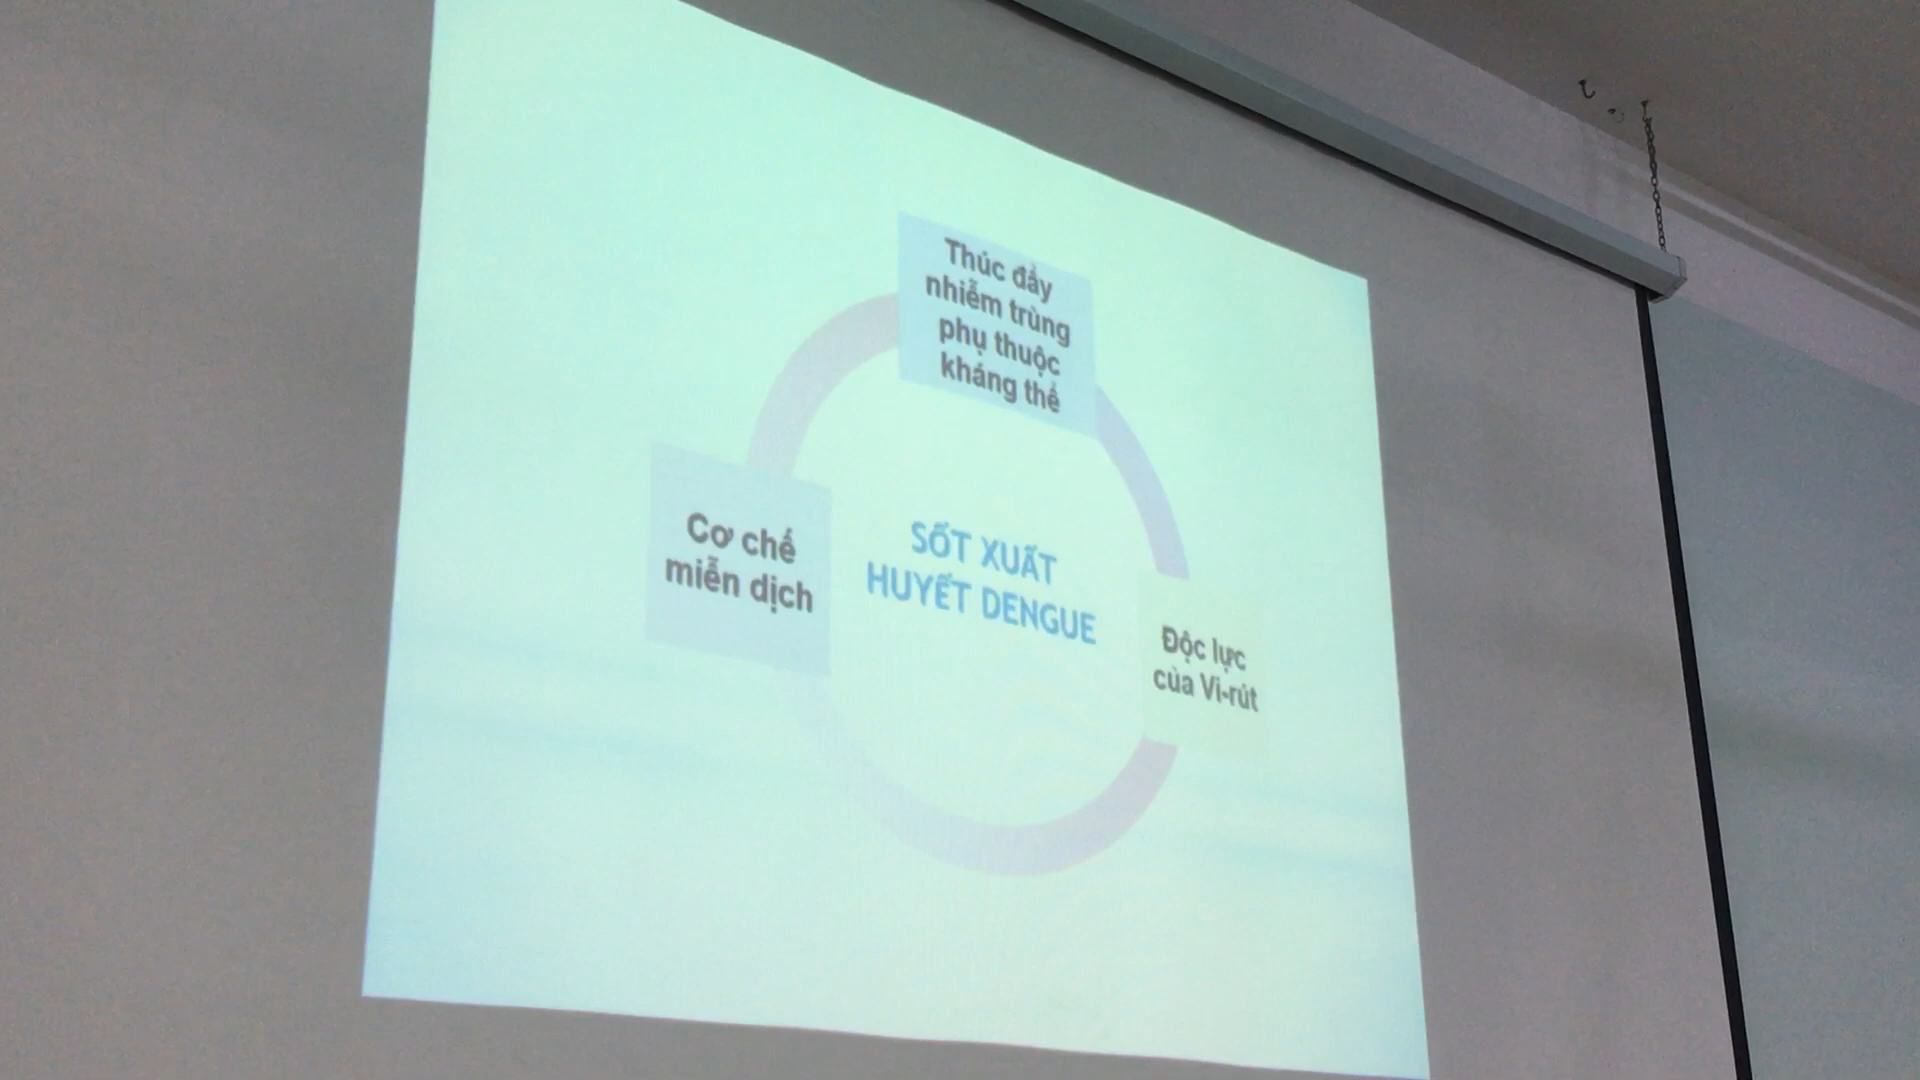 Thúc đẩy
nhiễm trùng
phụ thuộc
kháng thể
Cơ chế
miễn dịch
SỐT XUẤT
HUYẾT DENGUE
Độc lực
của Vi-rút